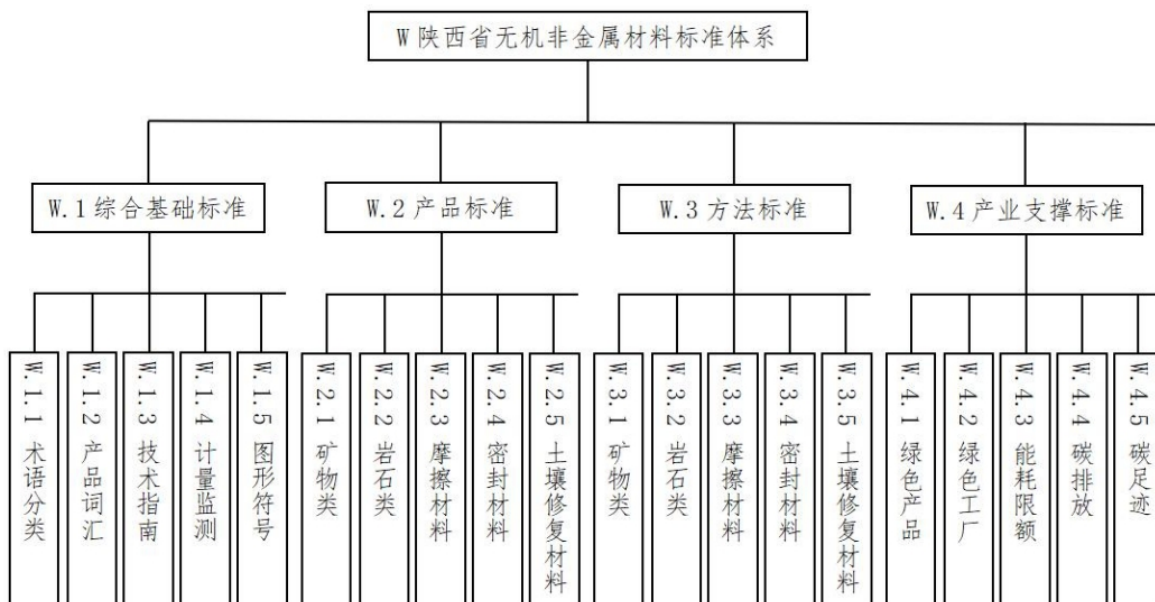 W 陕西省无机非金属材料标准体系
W.1 综合基础标准
W.2 产品标准
W.3 方法标准
W.4 产业支撑标准
W.1.1 术语分类
W.1.2 产品词汇
W.1.3 技术指南
W.1.4 计量监测
W.1.5 图形符号
W.2.1 矿物类
W.2.2 岩石类
W.2.3 摩擦材料
W.2.4 密封材料
W.2.5 土壤修复材料
W.3.1 矿物类
W.3.2 岩石类
W.3.3 摩擦材料
W.3.4 密封材料
W.3.5 土壤修复材料
W.4.1 绿色产品
W.4.2 绿色工厂
W.4.3 能耗限额
W.4.4 碳排放
W.4.5 碳足迹